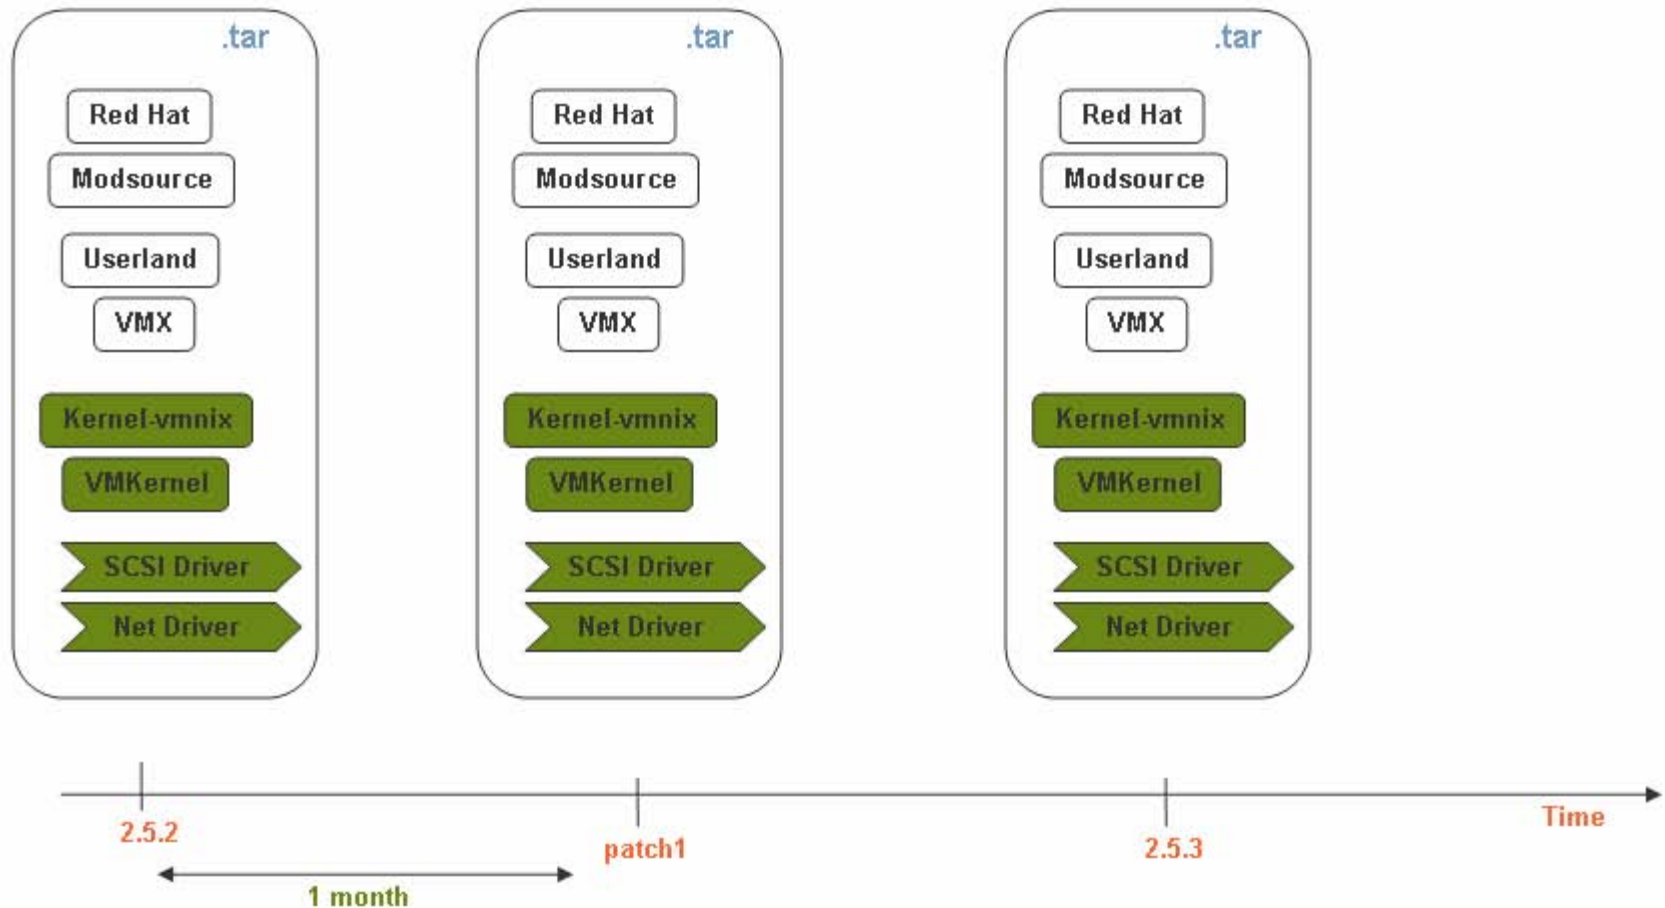 .tar
Red Hat
Modsource
Userland
VMX
Kernel-vmnix
VMKernel
SCSI Driver
Net Driver
.tar
Red Hat
Modsource
Userland
VMX
Kernel-vmnix
VMKernel
SCSI Driver
Net Driver
.tar
Red Hat
Modsource
Userland
VMX
Kernel-vmnix
VMKernel
SCSI Driver
Net Driver
2.5.2
patch1
2.5.3
Time
1 month